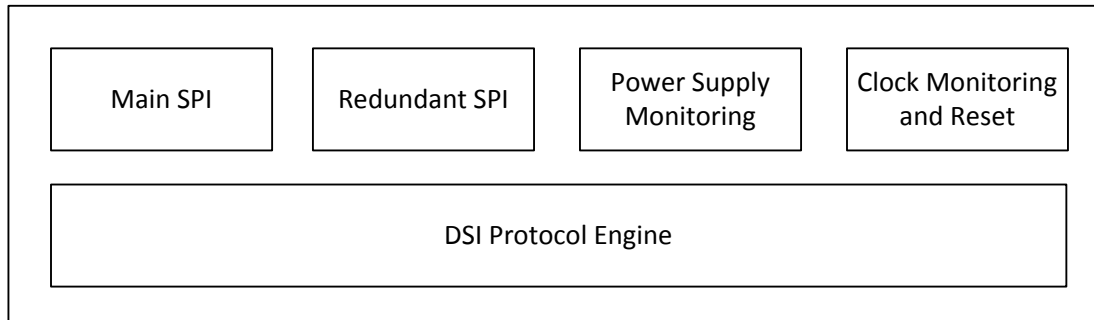 Main SPI
Redundant SPI
Power Supply
Monitoring
Clock Monitoring
and Reset
DSI Protocol Engine